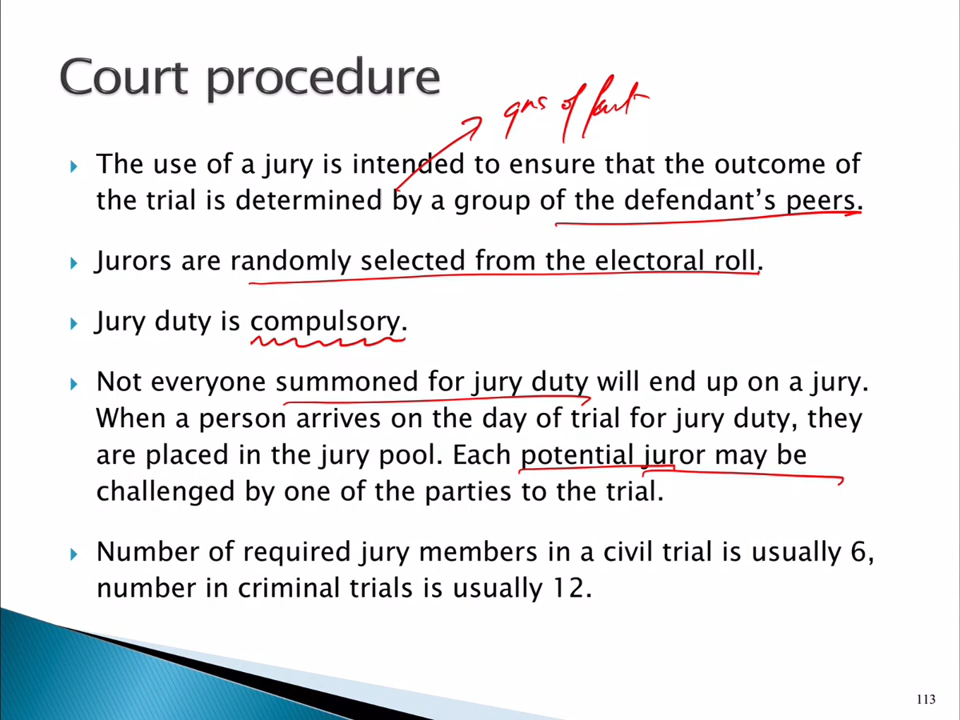 Court procedure
qns of fact
The use of a jury is intended to ensure that the outcome of
the trial is determined by a group of the defendant's peers.
Jurors are randomly selected from the electoral roll.
Jury duty is compulsory.
Not everyone summoned for jury duty will end up on a jury.
When a person arrives on the day of trial for jury duty, they
are placed in the jury pool. Each potential juror may be
challenged by one of the parties to the trial.
Number of required jury members in a civil trial is usually 6,
number in criminal trials is usually 12.
113